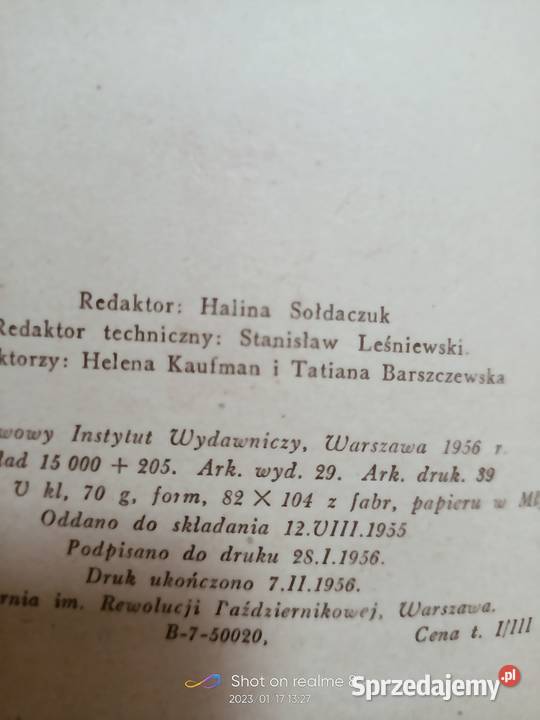 Redaktor: Halina Sołdaczuk
Redaktor techniczny: Stanisław Leśniewski.
ktorzy: Helena Kaufman i Tatiana Barszczewska
wowy Instytut Wydawniczy, Warszawa 1956 r.
ład 15 000 + 205. Ark. wyd. 29. Ark. druk. 39
V kl, 70 g, form, 82 × 104 z fabr, papieru w Mł
Oddano do składania 12.VIII.1955
Podpisano do druku 28.I.1956.
Druk ukończono 7.II.1956.
rnia im. Rewolucji Październikowej, Warszawa.
B-7-50020, Cena t. I/III
Shot on realme 8
2023/01/17 13:27
Sprzedajemy.pl